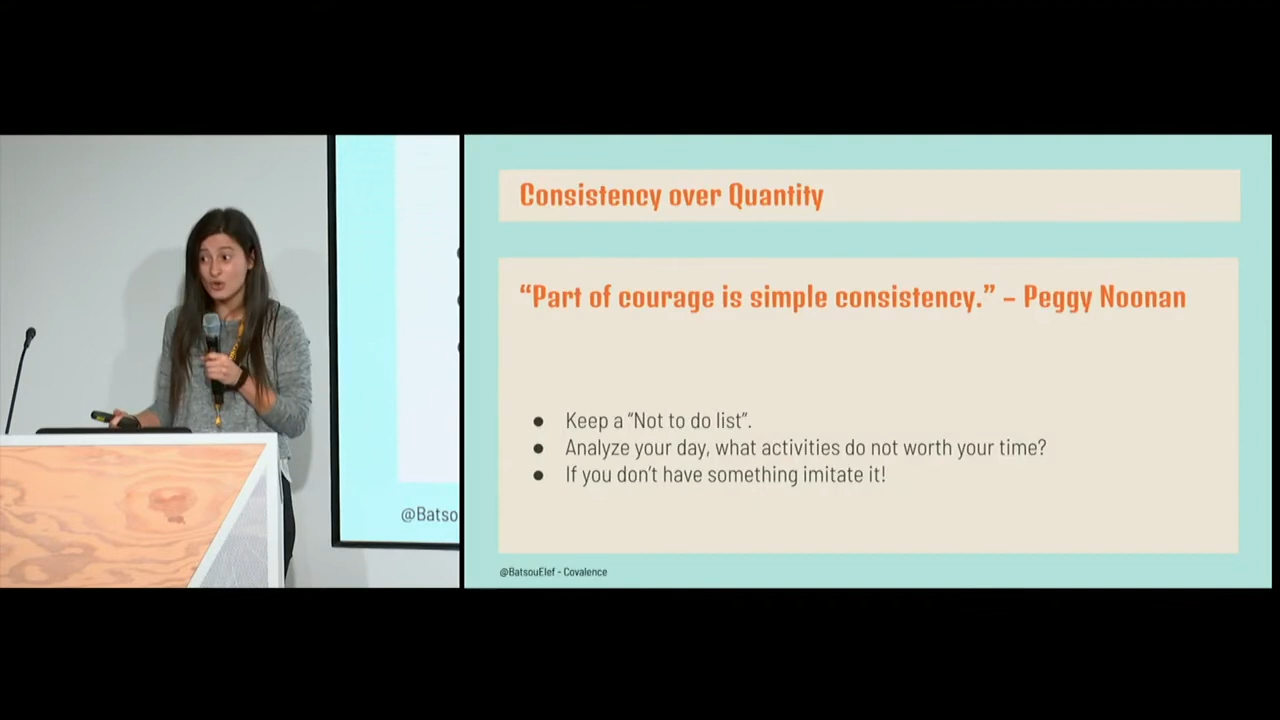 Consistency over Quantity
“Part of courage is simple consistency.” – Peggy Noonan
● Keep a “Not to do list”.
● Analyze your day, what activities do not worth your time?
● If you don’t have something imitate it!
@BatsouElef - Covalence
@Batso